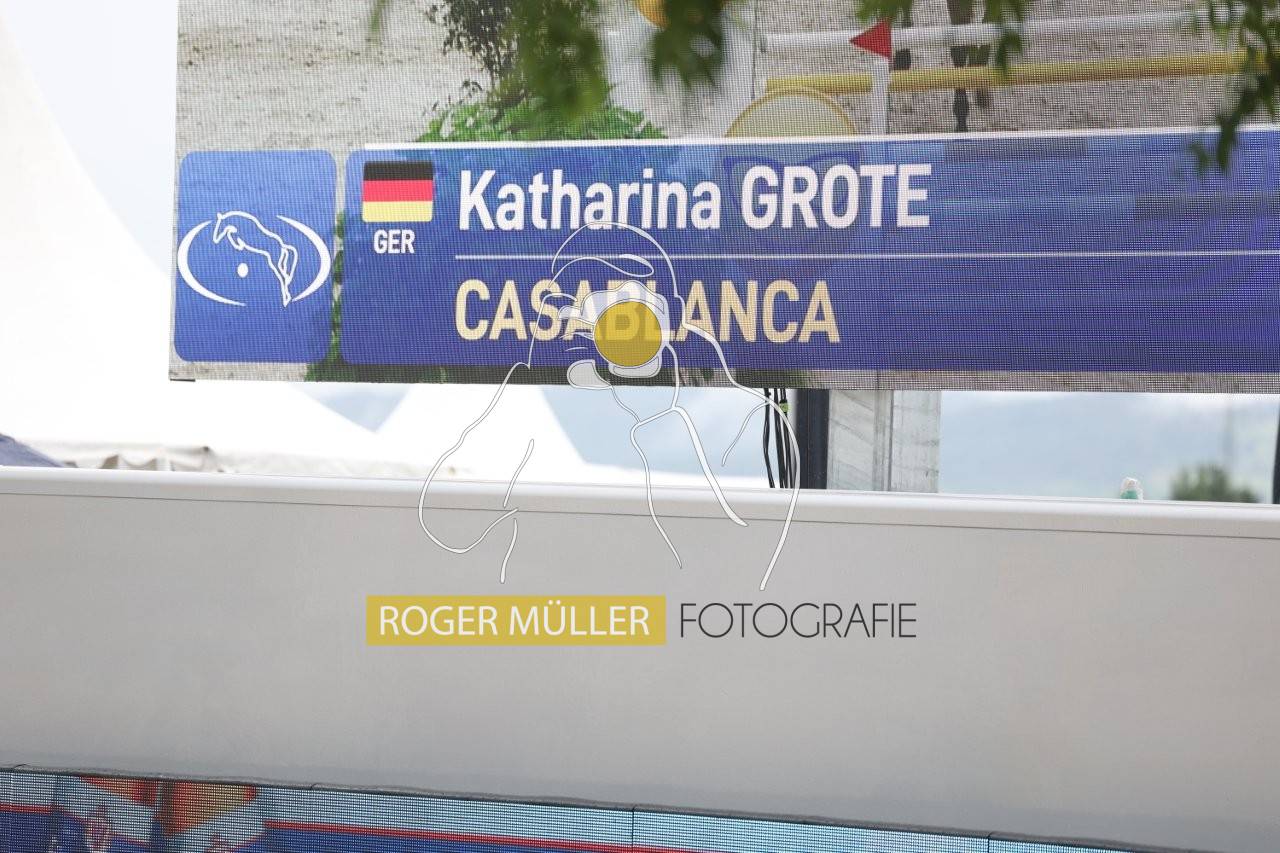 Katharina GROTE
GER
CASABLANCA
ROGER MÜLLER FOTOGRAFIE